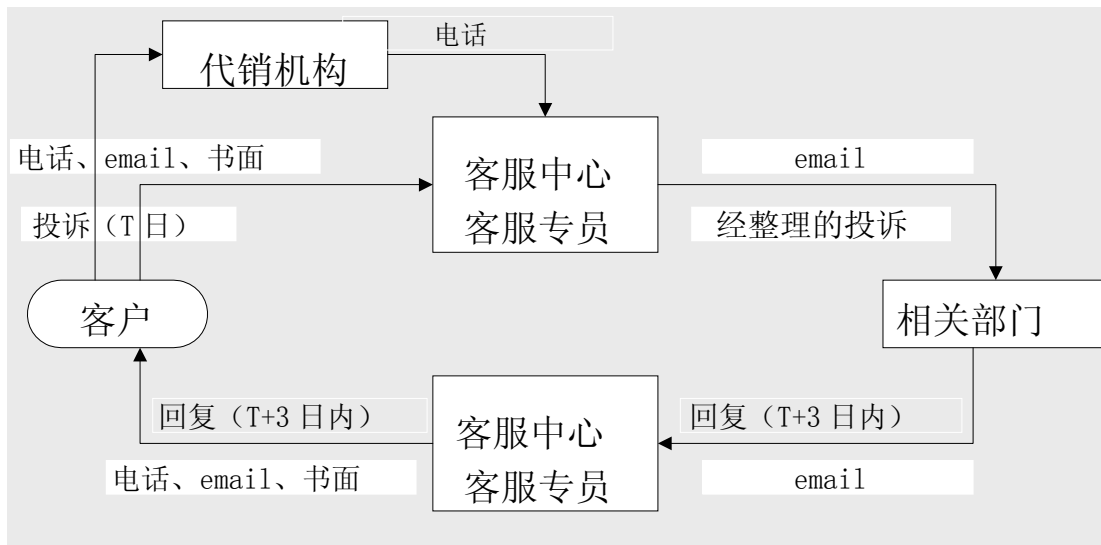 电话
代销机构
电话、email、书面
客服中心
客服专员
email
投诉（T 日）
经整理的投诉
客户
相关部门
回复（T+3 日内）
客服中心
客服专员
回复（T+3 日内）
电话、email、书面
email